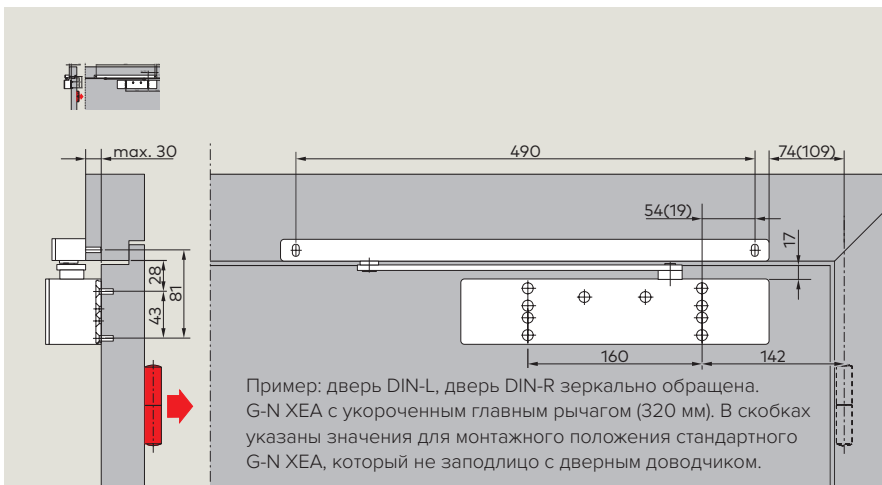 max. 30
490
74(109)
54(19)
17
28
81
43
160
142
Пример: дверь DIN-L, дверь DIN-R зеркально обращена.
G-N XEA с укороченным главным рычагом (320 мм). В скобках
указаны значения для монтажного положения стандартного
G-N XEA, который не заподлицо с дверным доводчиком.